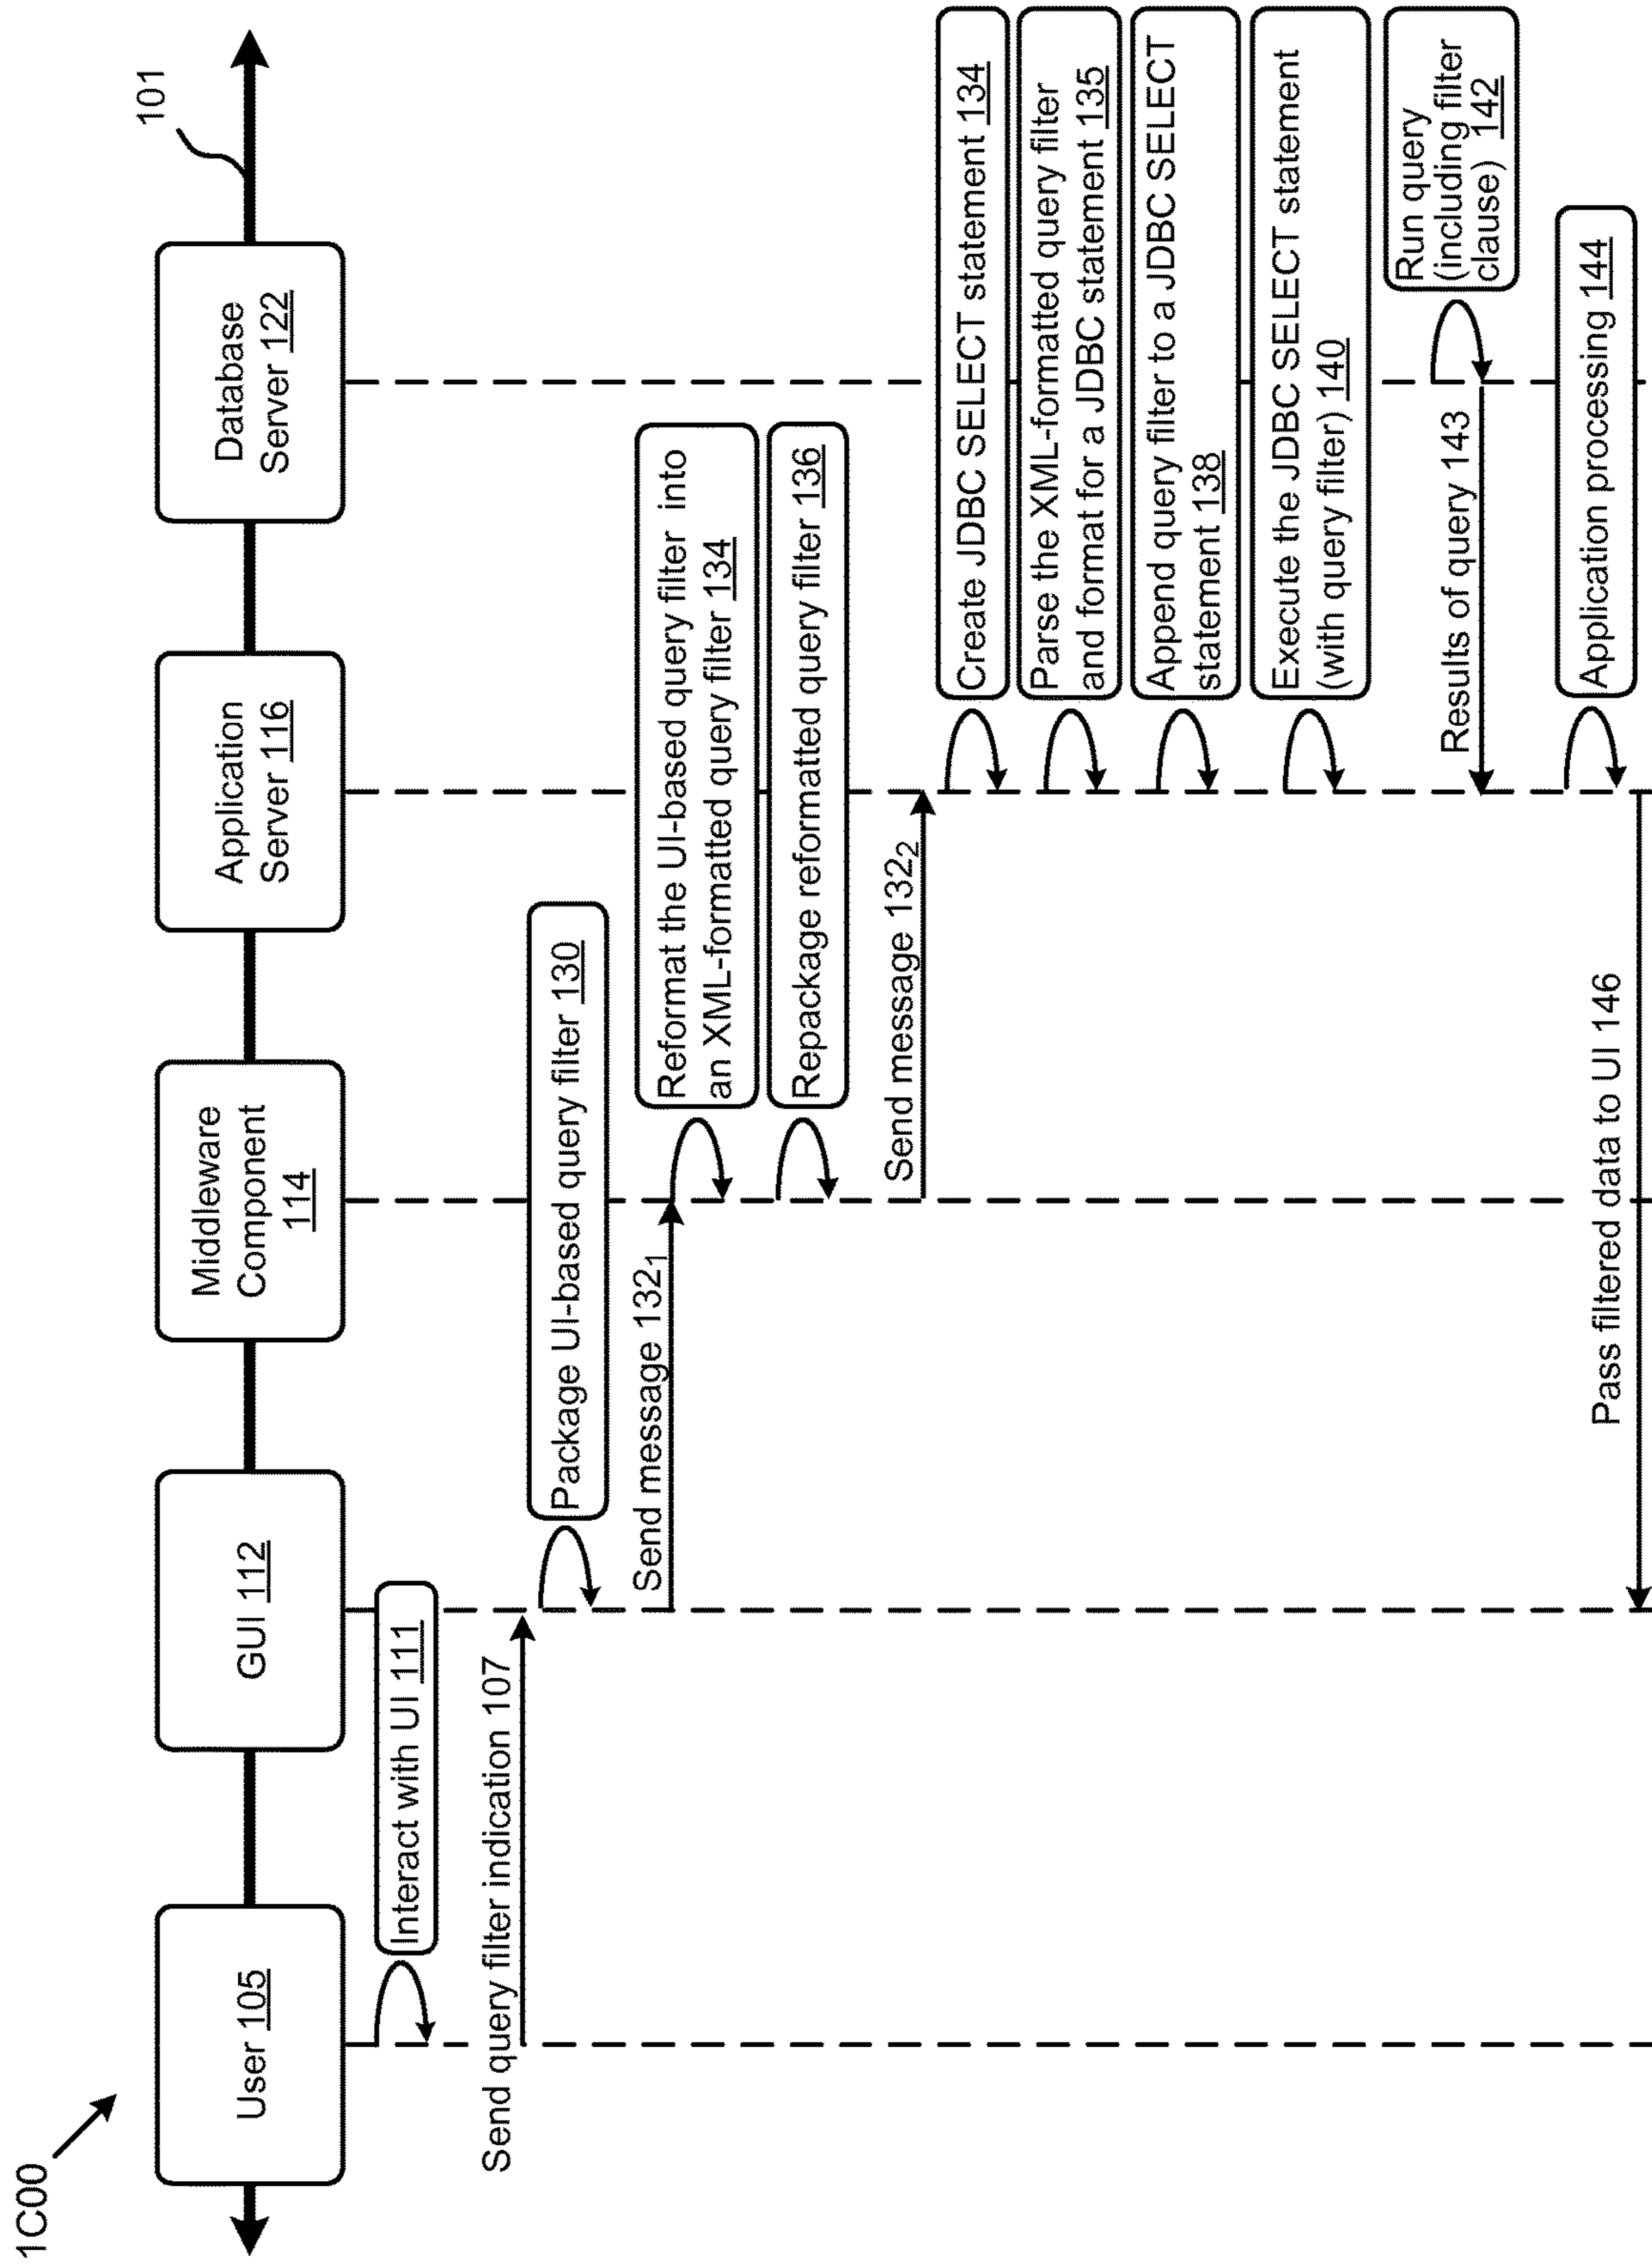 1C00
101
User 105
GUI 112
Middleware
Component
114
Application
Server 116
Database
Server 122
Interact with UI 111
Send query filter indication 107
Package UI-based query filter 130
Send message 132₁
Reformat the UI-based query filter into
an XML-formatted query filter 134
Repackage reformatted query filter 136
Send message 132₂
Create JDBC SELECT statement 134
Parse the XML-formatted query filter
and format for a JDBC statement 135
Append query filter to a JDBC SELECT
statement 138
Execute the JDBC SELECT statement
(with query filter) 140
Run query
(including filter
clause) 142
Results of query 143
Application processing 144
Pass filtered data to UI 146